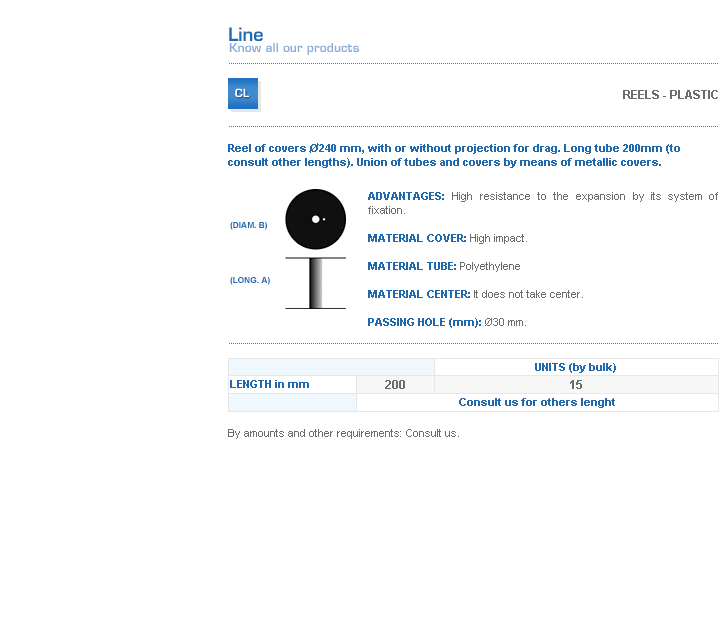 Line
Know all our products
CL
REELS - PLASTIC
Reel of covers Ø240 mm, with or without projection for drag. Long tube 200mm (to
consult other lengths). Union of tubes and covers by means of metallic covers.
ADVANTAGES: High resistance to the expansion by its system of
fixation.
(DIAM. B)
MATERIAL COVER: High impact.
MATERIAL TUBE: Polyethylene
(LONG. A)
MATERIAL CENTER: It does not take center.
PASSING HOLE (mm): Ø30 mm.
UNITS (by bulk)
LENGTH in mm 200 15
Consult us for others lenght
By amounts and other requirements: Consult us.